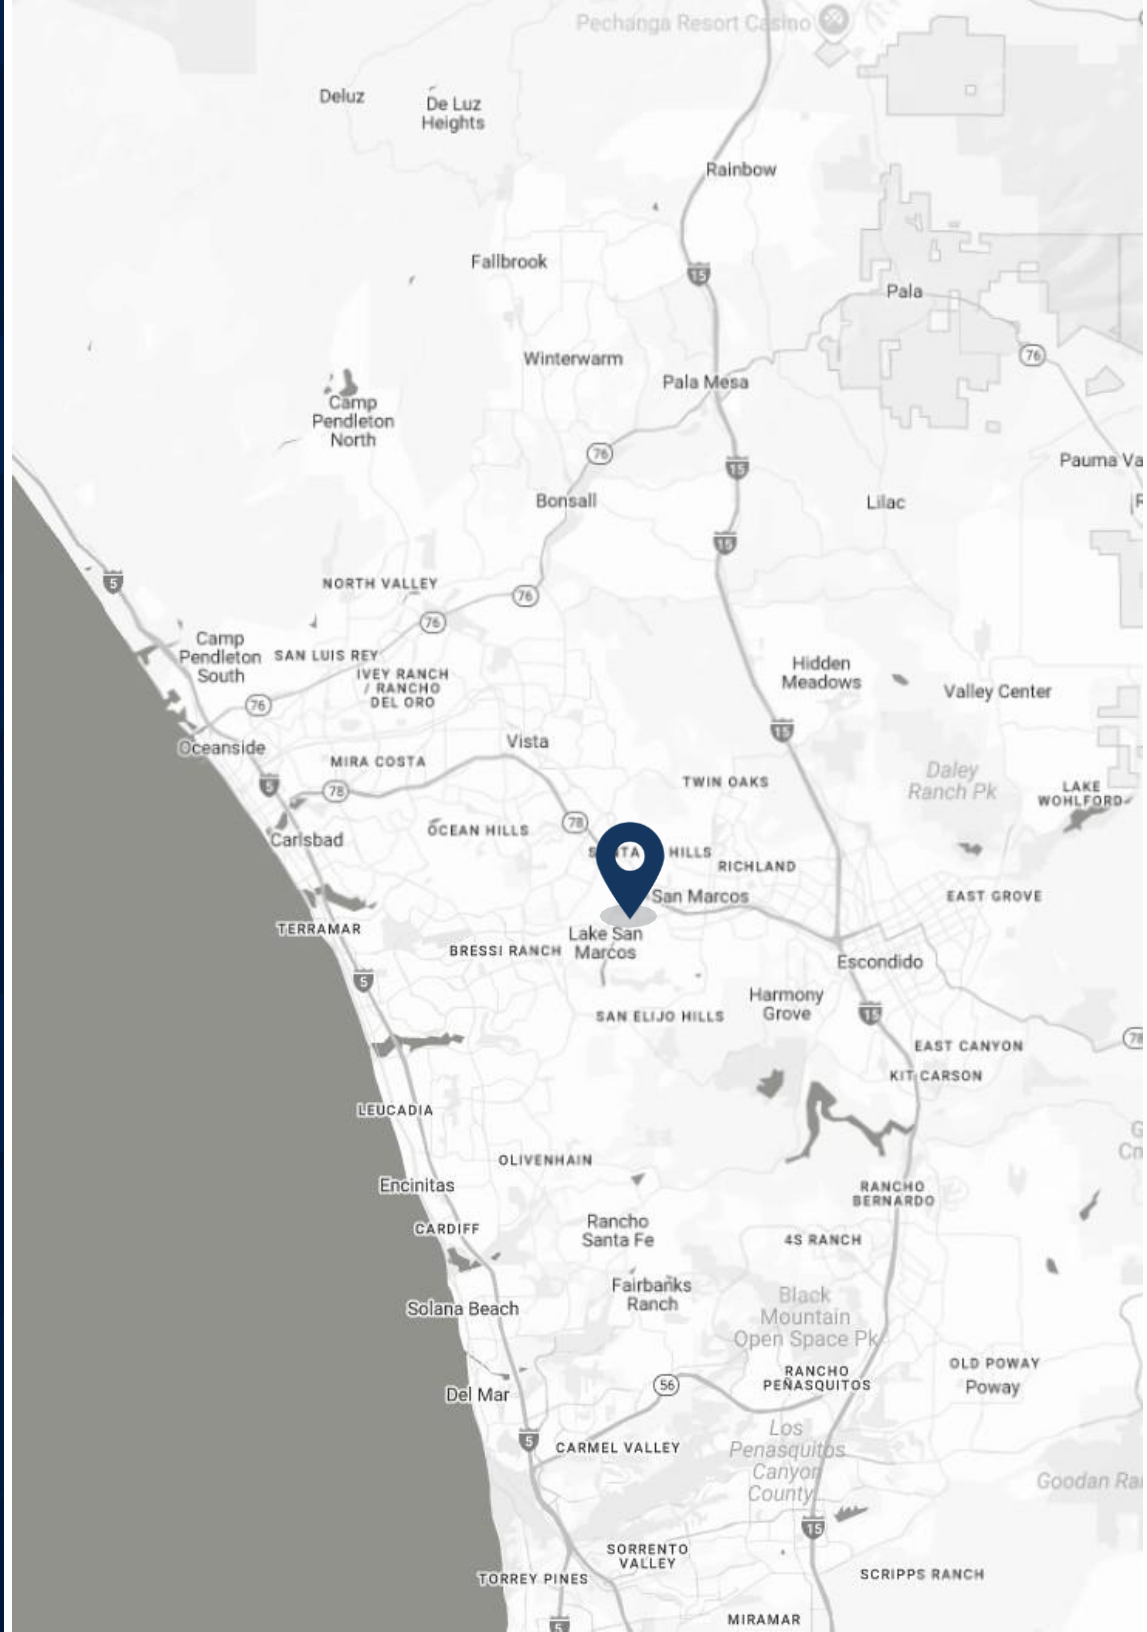 Pechanga Resort Casino
Deluz
De Luz
Heights
Rainbow
Fallbrook
15
Pala
Winterwarm
76
Pala Mesa
Camp
Pendleton
North
76
15
Pauma Va
Bonsall
Lilac
R
15
5
NORTH VALLEY
76
76
Camp
Pendleton
South
SAN LUIS REY
IVEY RANCH
/ RANCHO
DEL ORO
Hidden
Meadows
Valley Center
76
15
Oceanside
Vista
MIRA COSTA
TWIN OAKS
Daley
Ranch Pk
LAKE
WOHLFORD
5
78
OCEAN HILLS
78
Carlsbad
HILLS
RICHLAND
San Marcos
EAST GROVE
TERRAMAR
Lake San
Marcos
BRESSI RANCH
Escondido
5
Harmony
Grove
SAN ELIJO HILLS
15
EAST CANYON
78
KIT CARSON
LEUCADIA
G
Cn
OLIVENHAIN
Encinitas
RANCHO
BERNARDO
CARDIFF
Rancho
Santa Fe
4S RANCH
Fairbanks
Ranch
Black
Mountain
Open Space Pk
Solana Beach
OLD POWAY
Poway
RANCHO
PEÑASQUITOS
56
Del Mar
5
CARMEL VALLEY
Los
Penasquitos
Canyon
County
Goodan Ra
15
SORRENTO
VALLEY
TORREY PINES
SCRIPPS RANCH
MIRAMAR
5